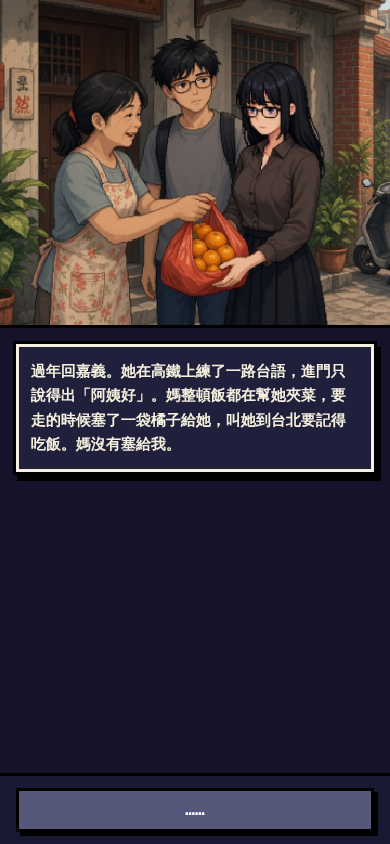 過年回嘉義。她在高鐵上練了一路台語，進門只
說得出「阿姨好」。媽整頓飯都在幫她夾菜，要
走的時候塞了一袋橘子給她，叫她到台北要記得
吃飯。媽沒有塞給我。
……